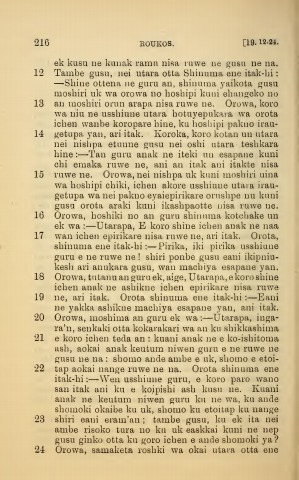 216 ROUKOS. [19. 12-24.
ek kusu ne kunak ramu nisa ruwe ne gusu ne na.
12 Tambe gusu, nei utara otta Shinuma ene itak-hi:
—Shine ottena ne guru an, shinuma yaikota gusu
moshiri uk wa orowa no hoshipi kuni ehangeko no
13 an moshiri orun arapa nisa ruwe ne. Orowa, koro
wa niu ne usshiune utara hotuyepukara wa orota
ichen wanbe koropare hine, ku hoshipi pakno irau-
14 getupa yan, ari itak. Koroka, koro kotan un utara
nei nishpa etunne gusu nei oshi utara teshkara
hine:—Tan guru anak ne iteki un esapane kuni
chi emaka ruwe ne, ani an itak ani itakte nisa
15 ruwe ne. Orowa, nei nishpa uk kuni moshiri uina
wa hoshipi chiki, ichen akore usshiune utara irau-
getupa wa nei pakno eyaiepirikare orushpe nu kuni
gusu orota araki kuni ikashpaotte nisa ruwe ne.
16 Orowa, hoshiki no an guru shinuma kotchake un
ek wa:—Utarapa, E koro shine ichen anak ne naa
17 wan ichen epirikare nisa ruwe ne, ari itak. Orota,
shinuma ene itak-hi:—Pirika, iki pirika usshiune
guru e ne ruwe ne! shiri ponbe gusu eani ikipniu-
kesh ari anukara gusu, wan machiya esapane yan.
18 Orowa, tutanu an guru ek, aige, Utarapa, e koro shine
ichen anak ne ashikne ichen epirikare nisa ruwe
19 ne, ari itak. Orota shinuma ene itak-hi:—Eani
ne yakka ashikne machiya esapane yan, ani itak.
20 Orowa, moshima an guru ek wa:—Utarapa, inga-
ra'n, senkaki otta kokarakari wa an ku shikkashima
21 e koro ichen teda an: kuani anak ne e ko-ishitoma
ash, aokai anak keutum niwen guru e ne ruwe ne
gusu ne na: shomo ande ambe e uk, shomo e etoi-
22 tap aokai nange ruwe ne na. Orota shinuma ene
itak-hi:—Wen usshiune guru, e koro paro wano
san itak ani ku e koipishi ash kusu ne. Kuani
anak ne keutum niwen guru ku ne wa, ku ande
shomoki okaibe ku uk, shomo ku etoitap ku nange
23 shiri eani eram'an; tambe gusu, ku ek ita nei
ambe risoko tura no ku uk easkkai kuni ne nep
gusu ginko otta ku goro ichen e ande shomoki ya?
24 Orowa, samaketa roshki wa okai utara otta ene